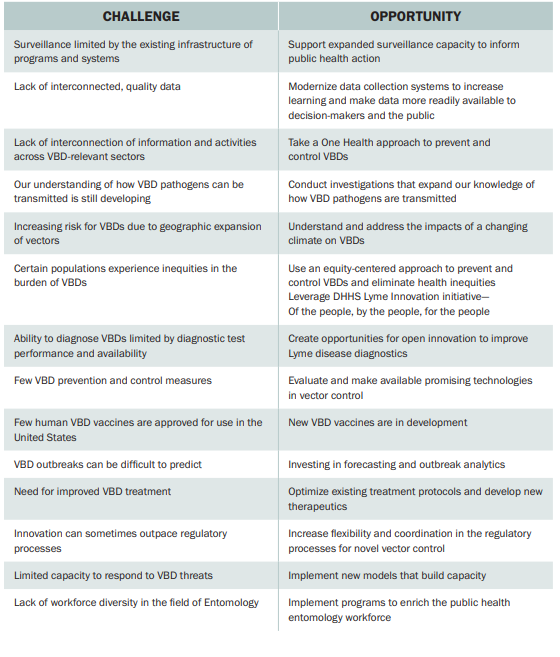 CHALLENGE
OPPORTUNITY
Surveillance limited by the existing infrastructure of
programs and systems
Support expanded surveillance capacity to inform
public health action
Lack of interconnected, quality data
Modernize data collection systems to increase
learning and make data more readily available to
decision-makers and the public
Lack of interconnection of information and activities
across VBD-relevant sectors
Take a One Health approach to prevent and
control VBDs
Our understanding of how VBD pathogens can be
transmitted is still developing
Conduct investigations that expand our knowledge of
how VBD pathogens are transmitted
Increasing risk for VBDs due to geographic expansion
of vectors
Understand and address the impacts of a changing
climate on VBDs
Certain populations experience inequities in the
burden of VBDs
Use an equity-centered approach to prevent and
control VBDs and eliminate health inequities
Leverage DHHS Lyme Innovation initiative—
Of the people, by the people, for the people
Ability to diagnose VBDs limited by diagnostic test
performance and availability
Create opportunities for open innovation to improve
Lyme disease diagnostics
Few VBD prevention and control measures
Evaluate and make available promising technologies
in vector control
Few human VBD vaccines are approved for use in the
United States
New VBD vaccines are in development
VBD outbreaks can be difficult to predict
Investing in forecasting and outbreak analytics
Need for improved VBD treatment
Optimize existing treatment protocols and develop new
therapeutics
Innovation can sometimes outpace regulatory
processes
Increase flexibility and coordination in the regulatory
processes for novel vector control
Limited capacity to respond to VBD threats
Implement new models that build capacity
Lack of workforce diversity in the field of Entomology
Implement programs to enrich the public health
entomology workforce